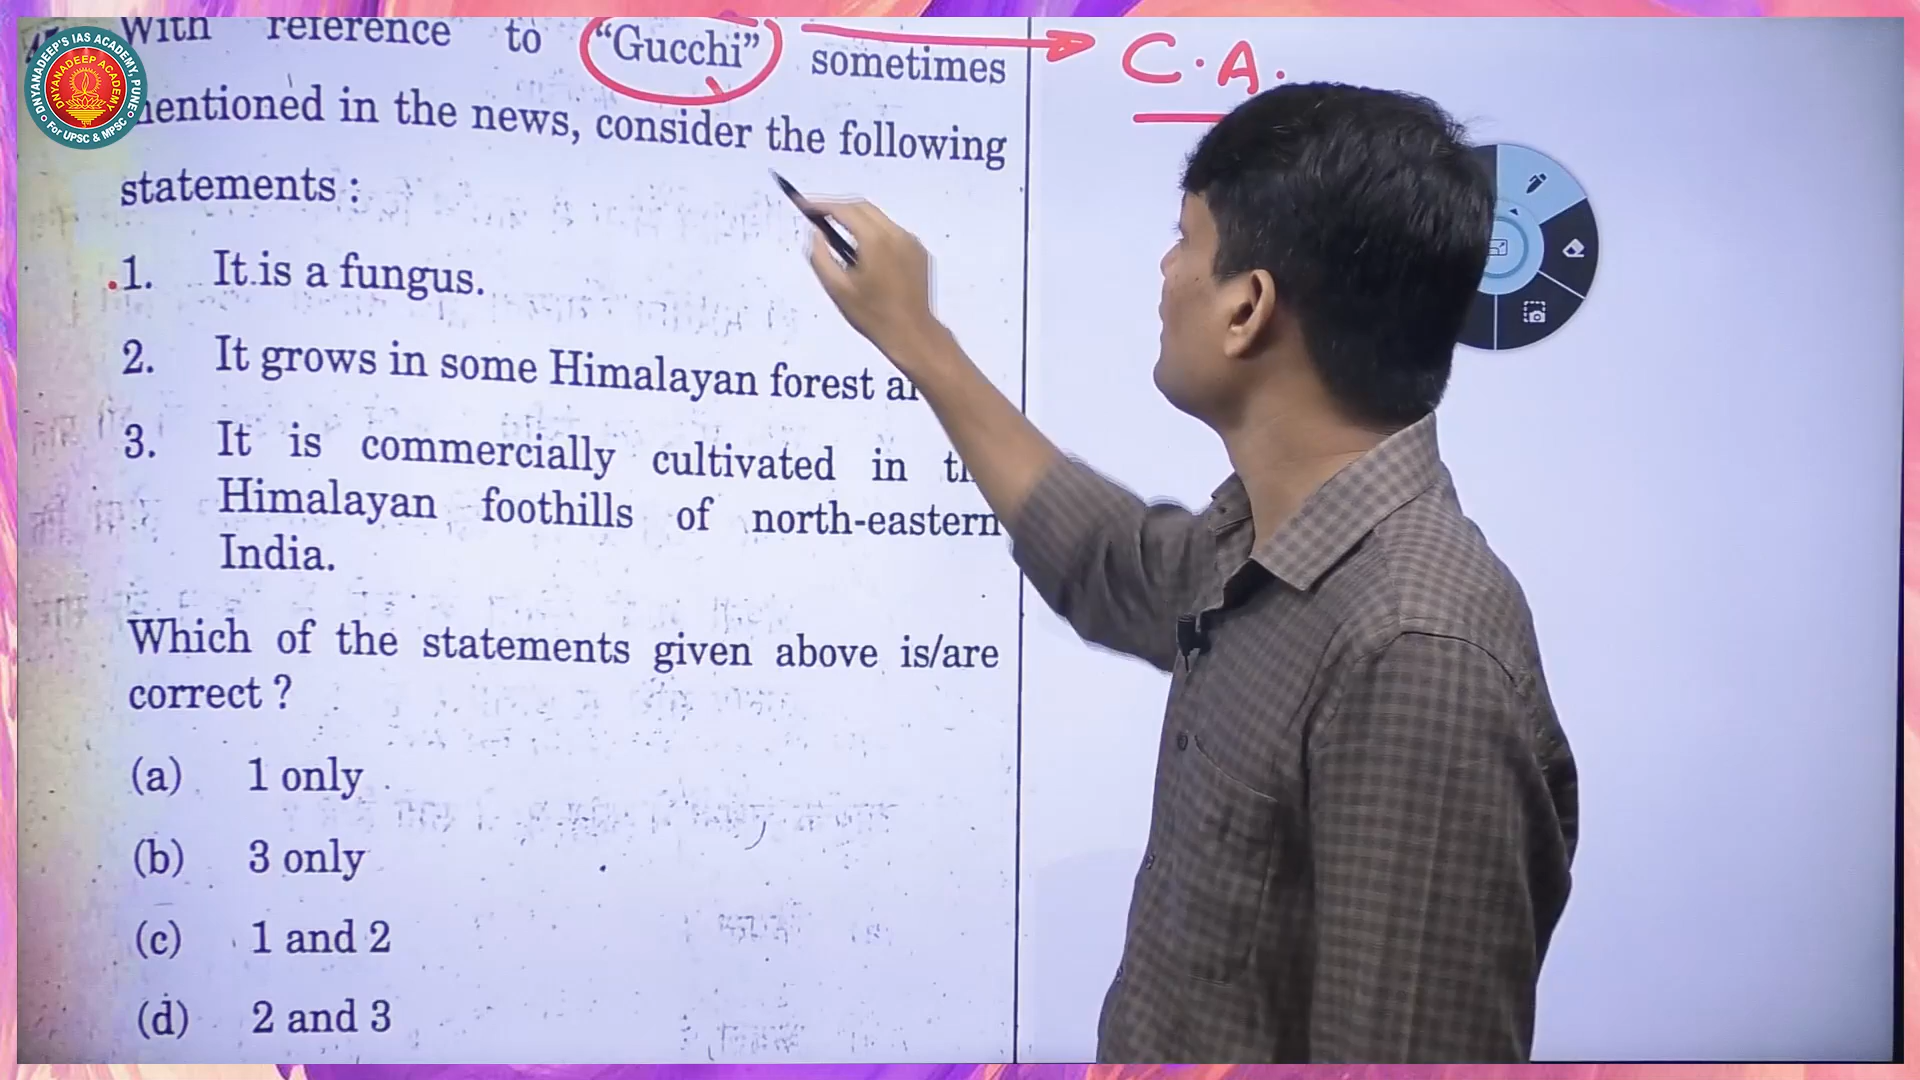 With reference to "Gucchi" sometimes
mentioned in the news, consider the following
statements :
1. It is a fungus.
2. It grows in some Himalayan forest
3. It is commercially cultivated in
Himalayan foothills of north-eastern
India.
Which of the statements given above is/are
correct ?
(a) 1 only
(b) 3 only
(c) 1 and 2
(d) 2 and 3
C.A.
DNYANADEEP'S IAS ACADEMY, PUNE
DNYANADEEP ACADEMY
For UPSC & MPSC